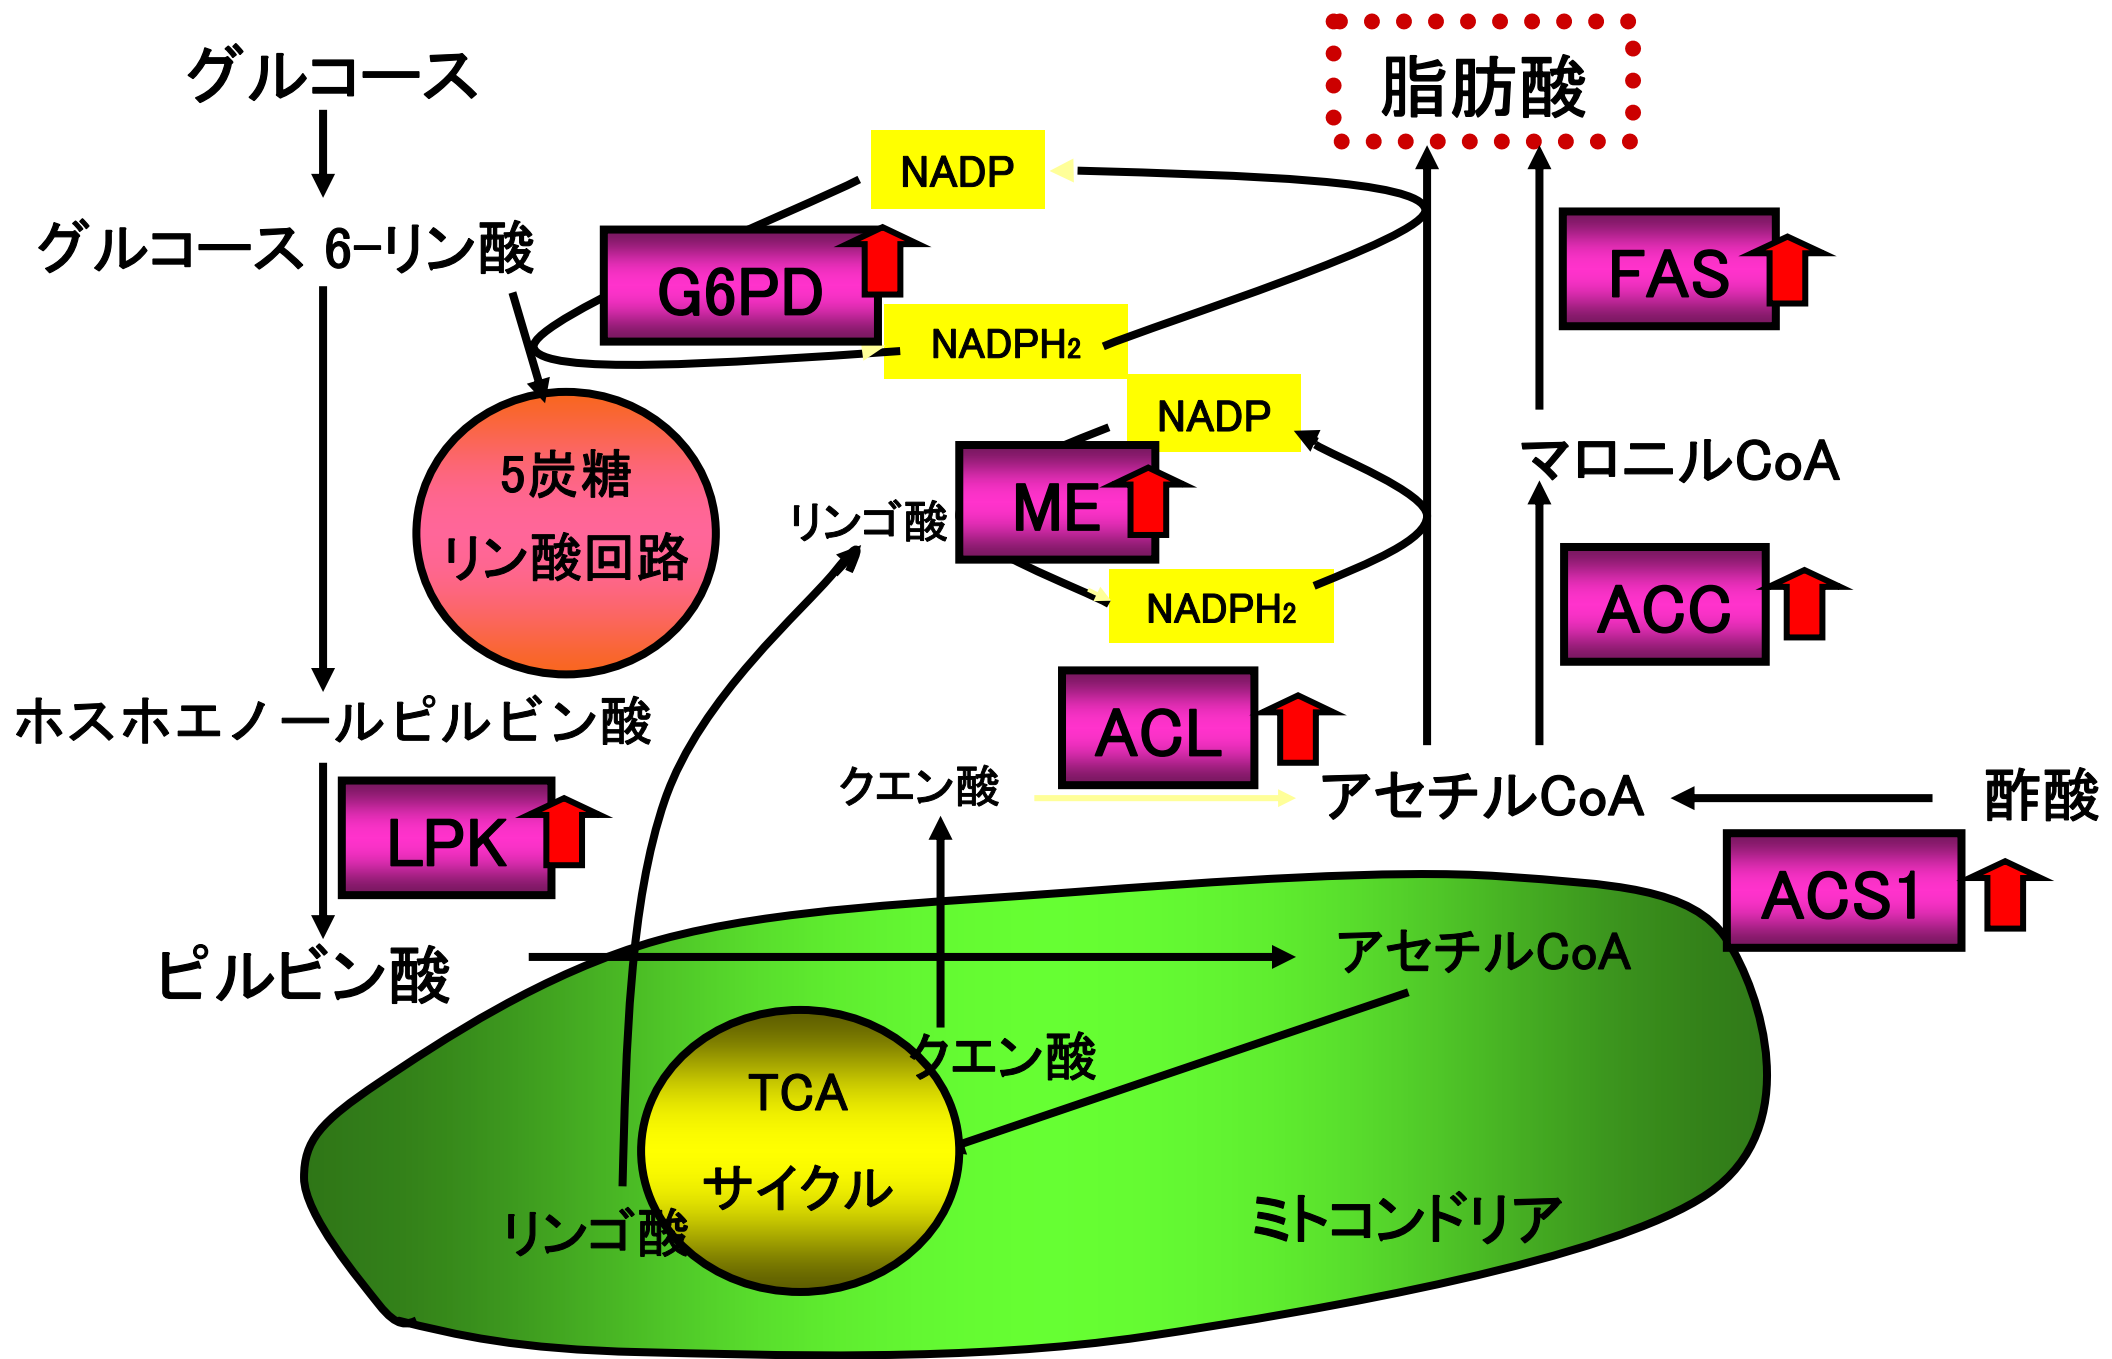 グルコース
脂肪酸
NADP
グルコース 6-リン酸
G6PD
FAS
NADPH2
NADP
5炭糖
リン酸回路
マロニルCoA
リンゴ酸
ME
NADPH2
ACC
ホスホエノールピルビン酸
ACL
クエン酸
アセチルCoA
酢酸
LPK
ACS1
ピルビン酸
アセチルCoA
クエン酸
TCA
サイクル
リンゴ酸
ミトコンドリア